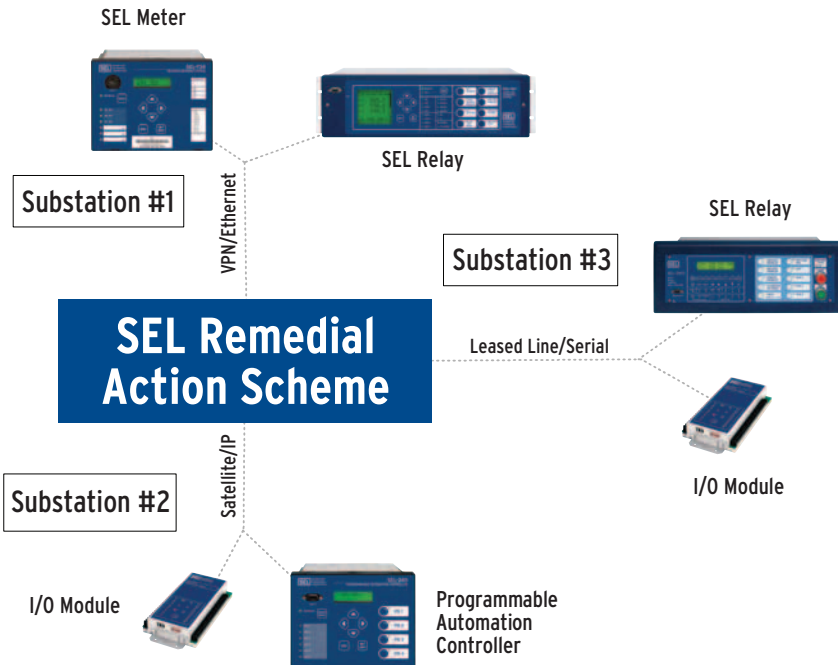 SEL Meter
SEL Relay
Substation #1
VPN/Ethernet
SEL Relay
Substation #3
SEL Remedial
Action Scheme
Leased Line/Serial
Satellite/IP
Substation #2
I/O Module
I/O Module
Programmable
Automation
Controller